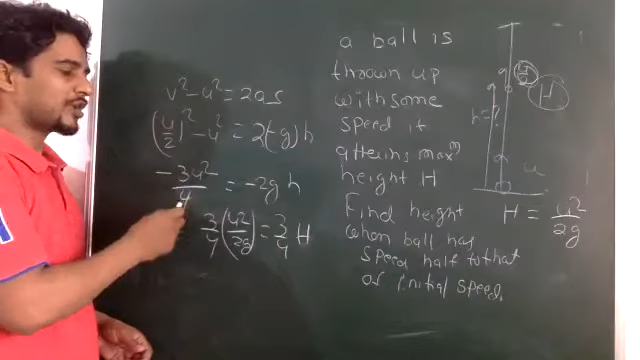 v² - u² = 2as
(u/2)² - u² = 2(-g)h
-3u²/4 = -2gh
3/4 (u²/2g) = 3/4 H
a ball is
thrown up
with some
speed it
atterins maxᵐ
height H
Find height
when ball has
speed half to that
of initial speed.
h=?
H
u
H = u²/2g